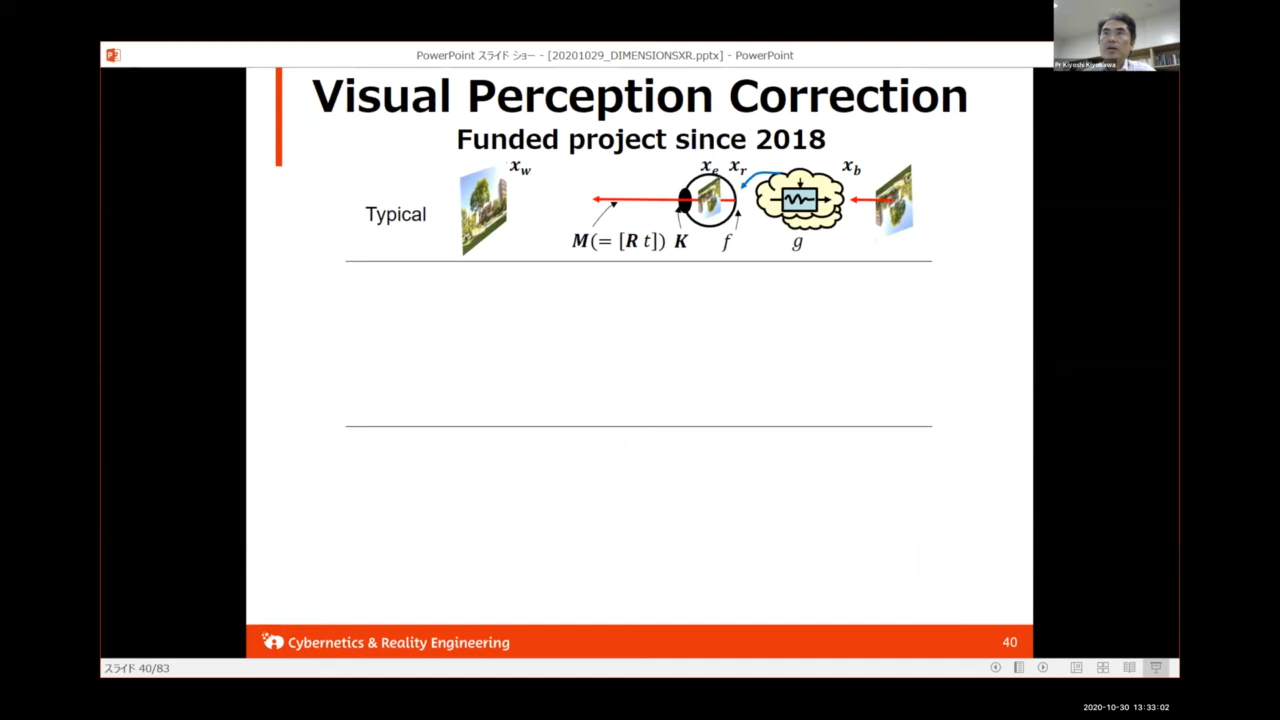 PowerPoint スライド ショー - [20201029_DIMENSIONSXR.pptx] - PowerPoint
Pr Kiyoshi Kiyokawa
Visual Perception Correction
Funded project since 2018
x_w x_e x_r x_b
Typical
M(= [R t]) K f g
Cybernetics & Reality Engineering 40
スライド 40/83
2020-10-30 13:33:02